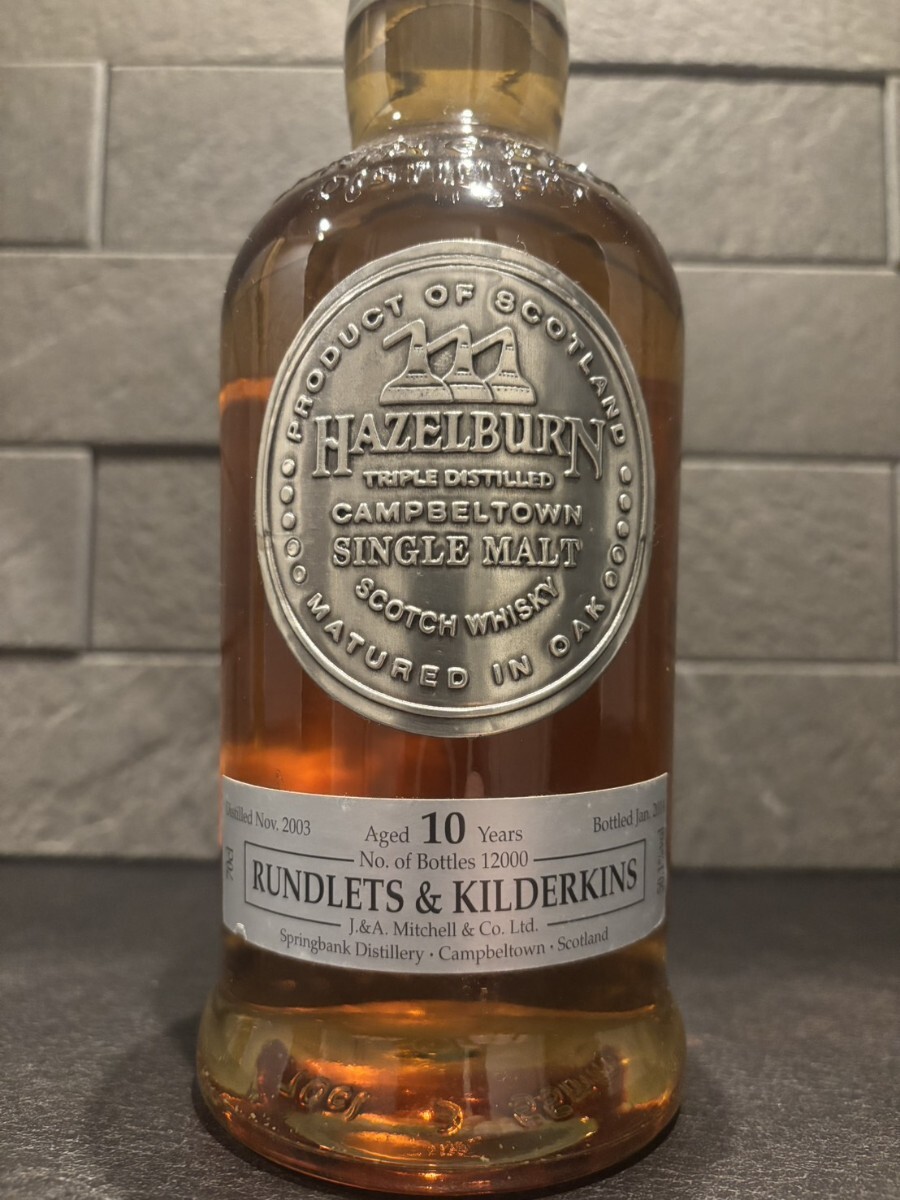 PRODUCT OF SCOTLAND
HAZELBURN
TRIPLE DISTILLED
CAMPBELTOWN
SINGLE MALT
SCOTCH WHISKY
MATURED IN OAK
Distilled Nov. 2003
Aged 10 Years
Bottled Jan.
No. of Bottles 12000
70cl
RUNDLETS & KILDERKINS
J.&A. Mitchell & Co. Ltd.
Springbank Distillery · Campbeltown · Scotland